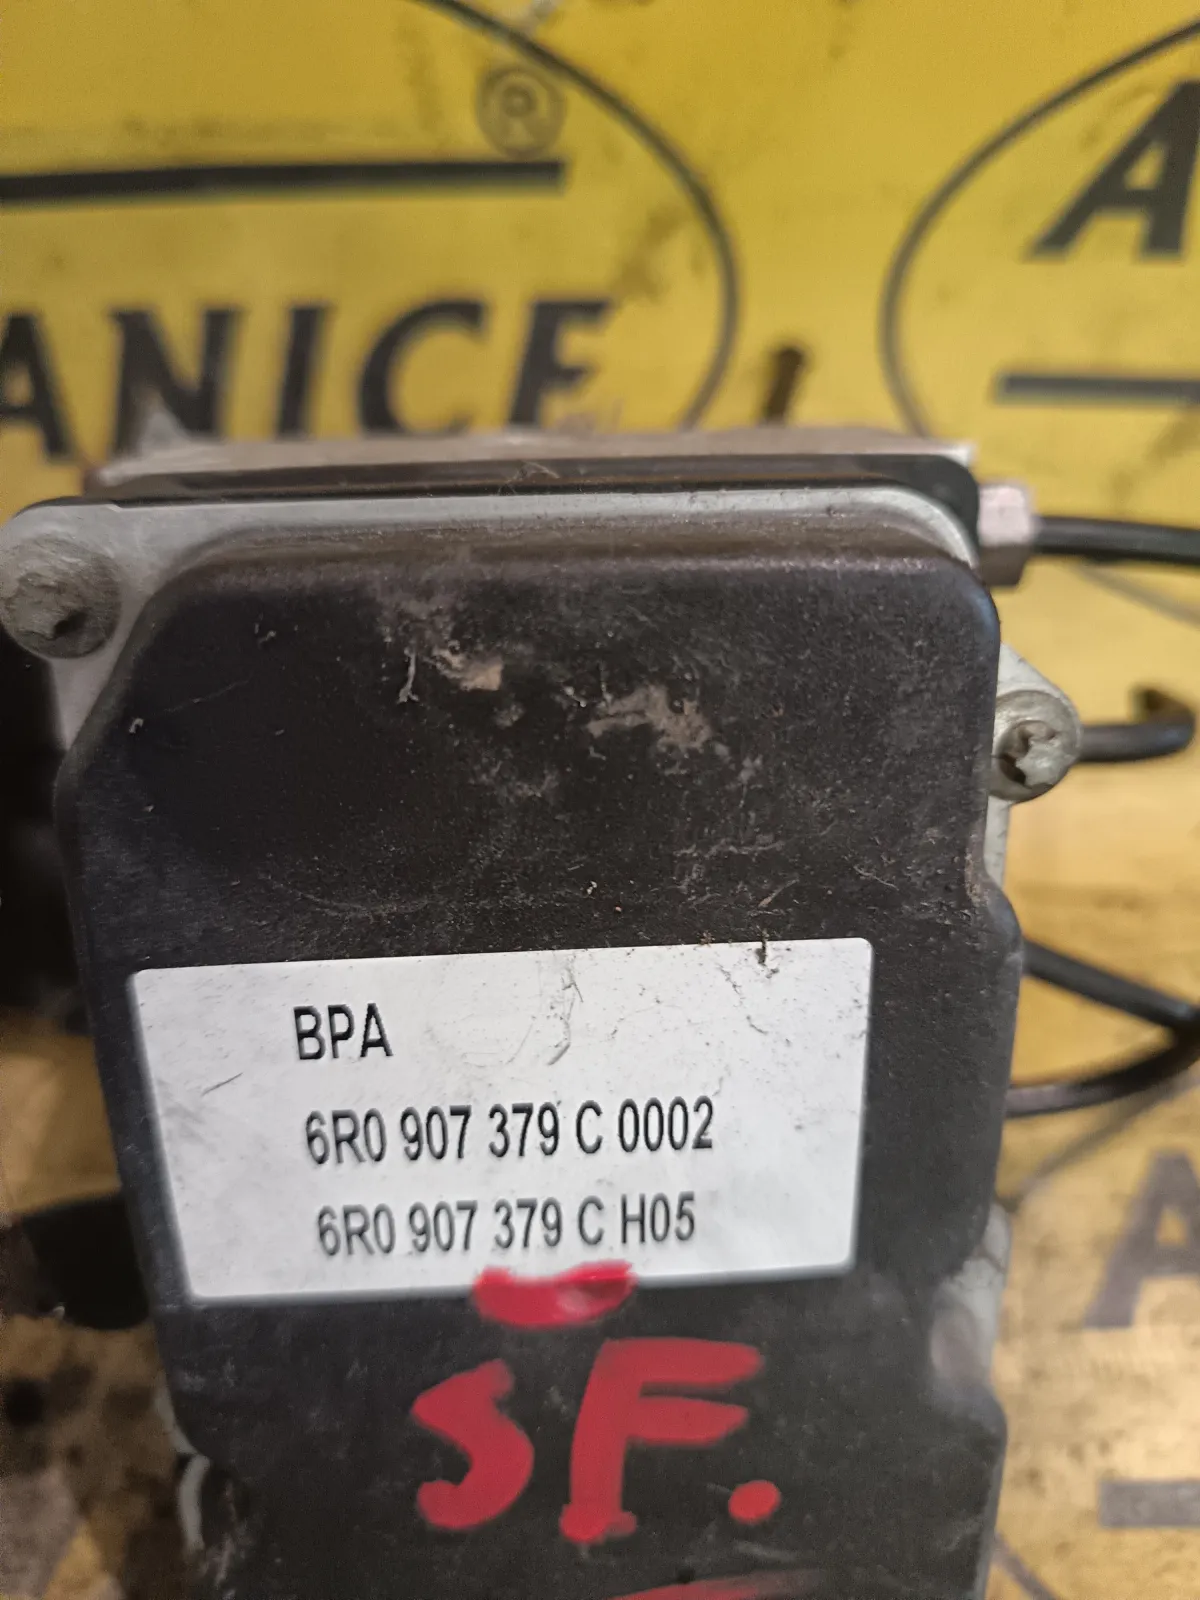 ®
ANICE
A
BPA
6R0 907 379 C 0002
6R0 907 379 C H05
SF.
A